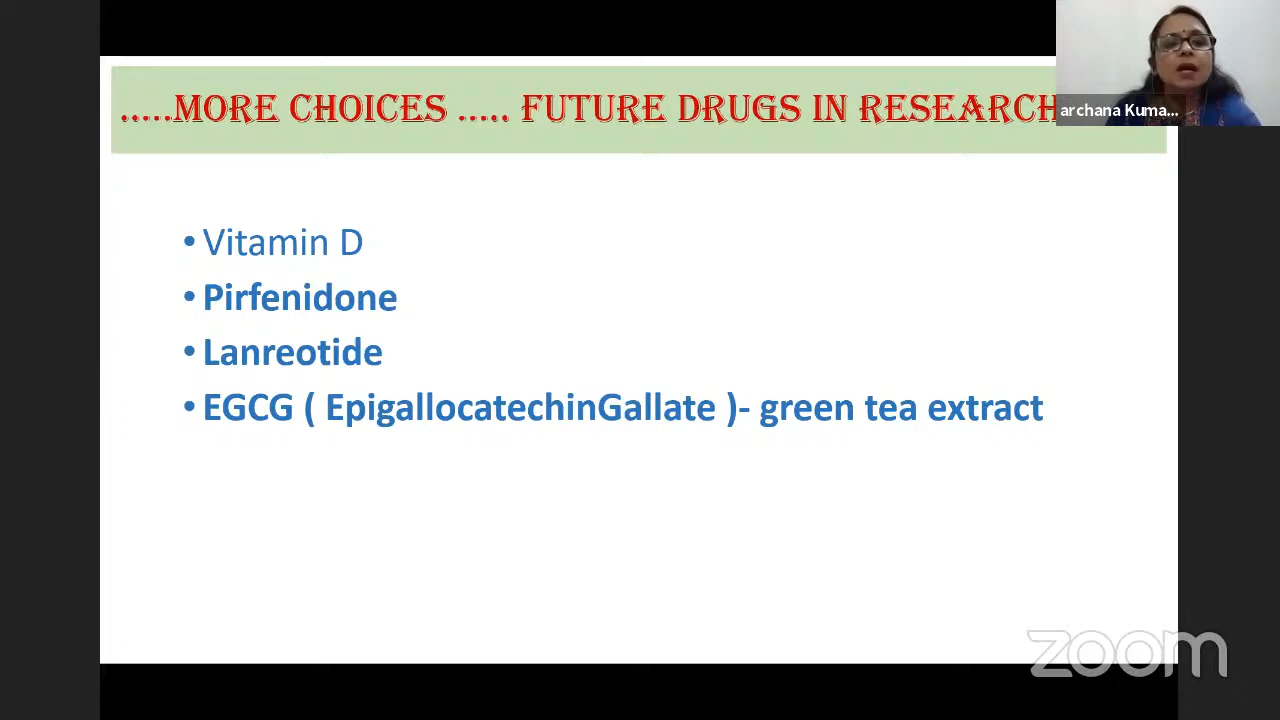 .....MORE CHOICES ..... FUTURE DRUGS IN RESEARCH
archana Kuma...
• Vitamin D
• Pirfenidone
• Lanreotide
• EGCG ( EpigallocatechinGallate )- green tea extract
zoom